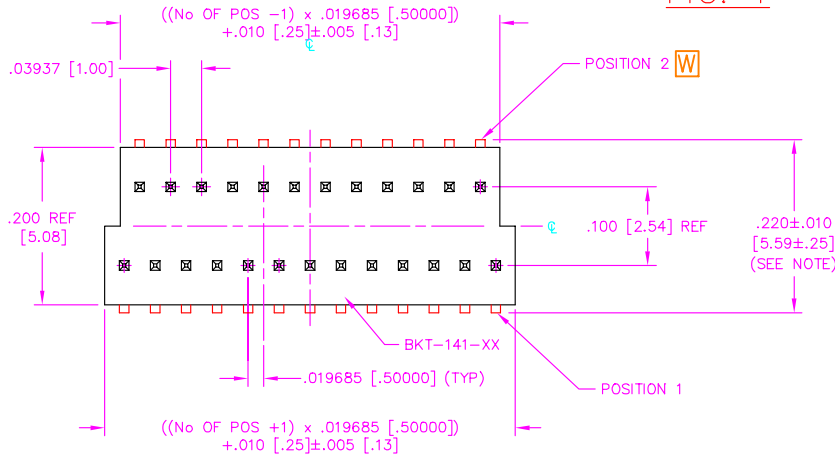 ((No OF POS -1) x .019685 [.50000])
+.010 [.25]±.005 [.13]
℄
.03937 [1.00]
POSITION 2 W
.200 REF
[5.08]
℄
.100 [2.54] REF
.220±.010
[5.59±.25]
(SEE NOTE)
BKT-141-XX
.019685 [.50000] (TYP)
POSITION 1
((No OF POS +1) x .019685 [.50000])
+.010 [.25]±.005 [.13]